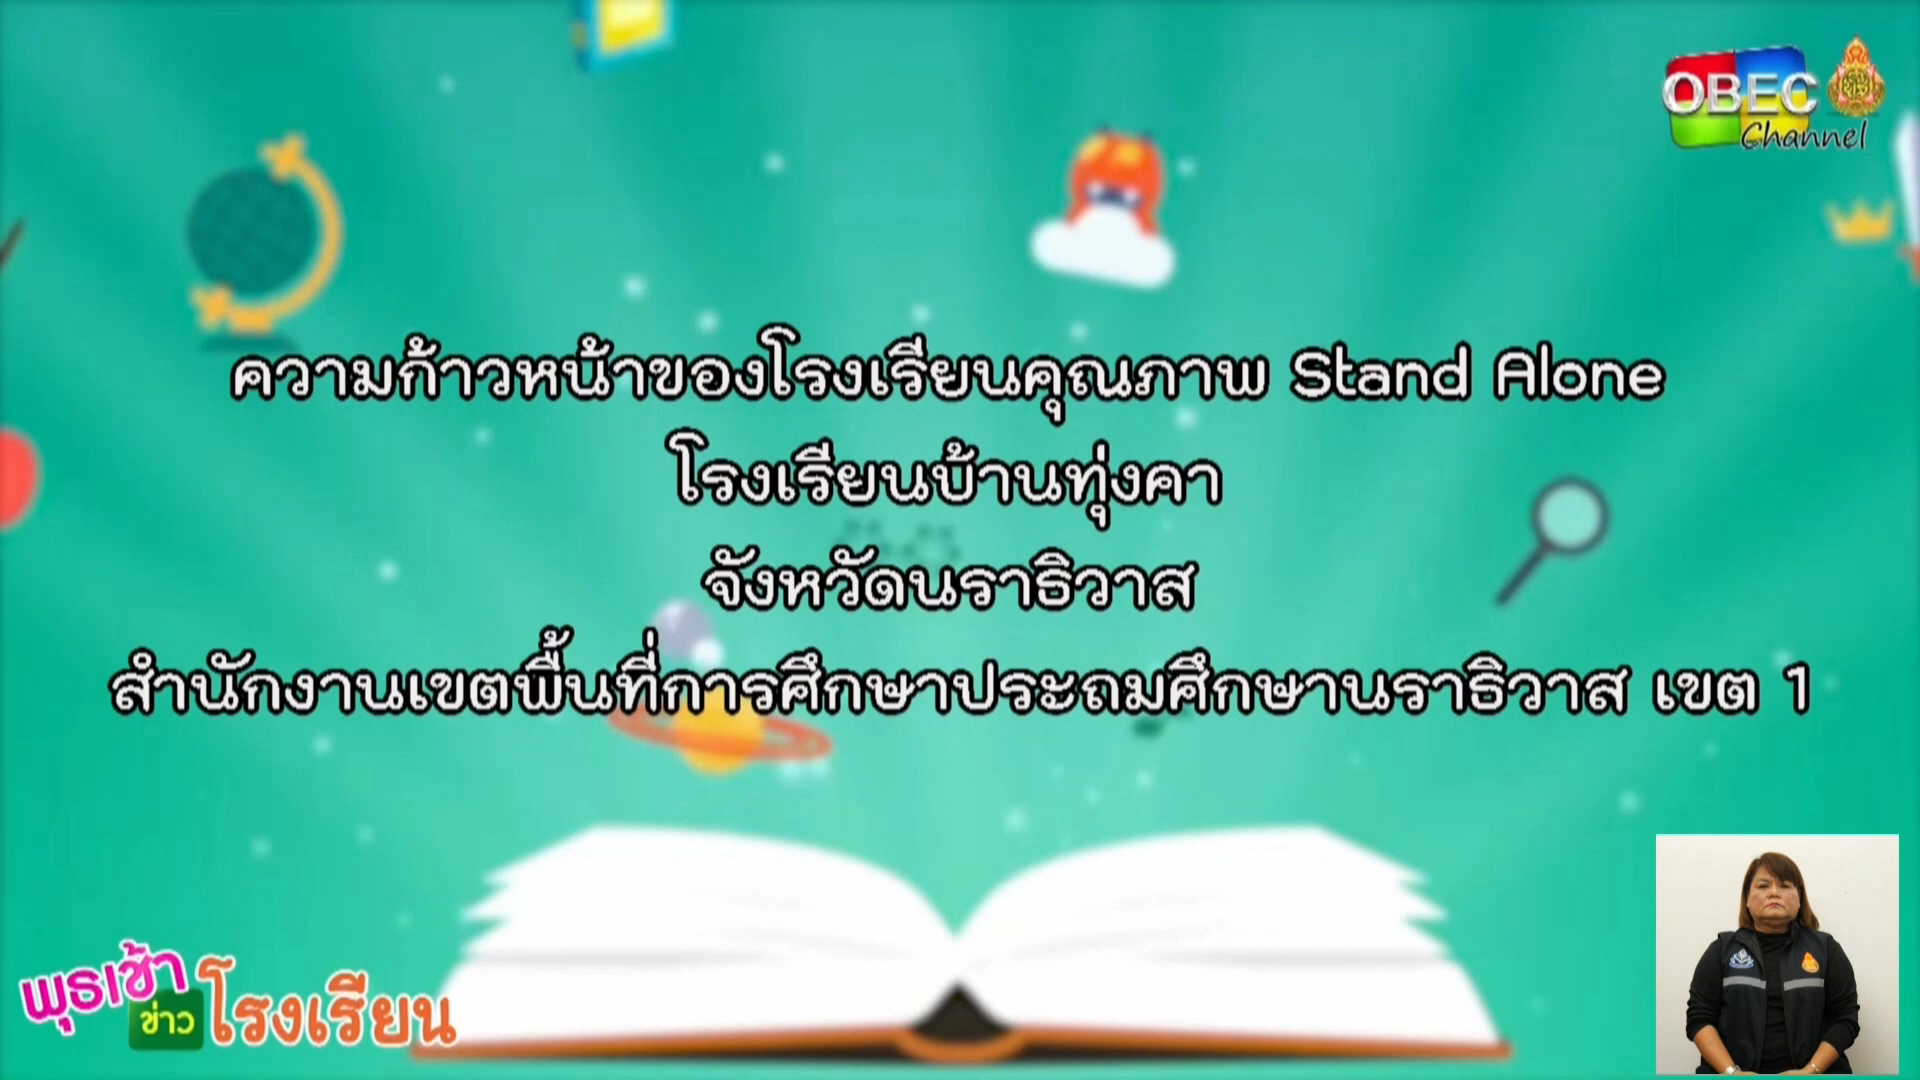 OBEC
Channel
ความก้าวหน้าของโรงเรียนคุณภาพ Stand Alone
โรงเรียนบ้านทุ่งคา
จังหวัดนราธิวาส
สำนักงานเขตพื้นที่การศึกษาประถมศึกษานราธิวาส เขต 1
พุธเช้า
ข่าว
โรงเรียน